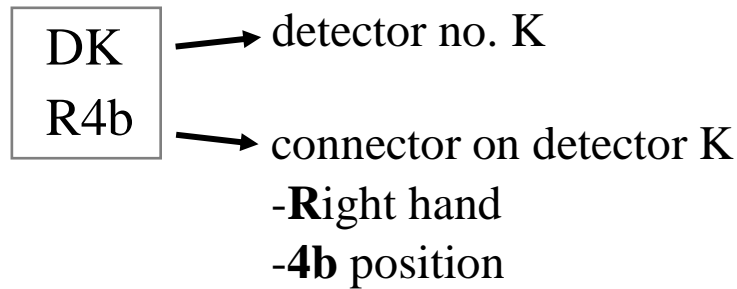 DK
R4b
detector no. K
connector on detector K
-Right hand
-4b position